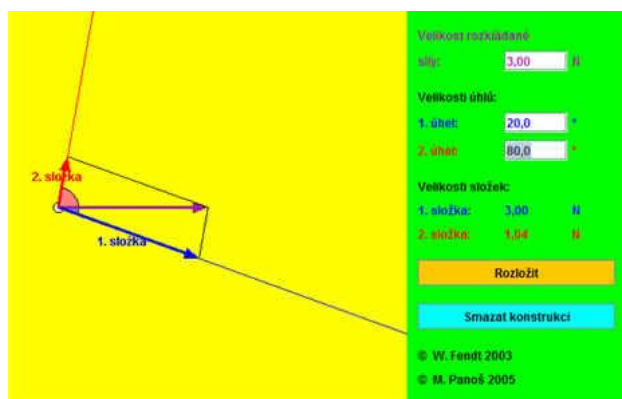 Velikost rozkládané
síly: 3,00 N
Velikosti úhlů:
1. úhel: 20,0 °
2. úhel: 80,0 °
Velikosti složek:
1. složka: 3,00 N
2. složka: 1,04 N
Rozložit
Smazat konstrukci
© W. Fendt 2003
© M. Panoš 2005
2. složka
1. složka